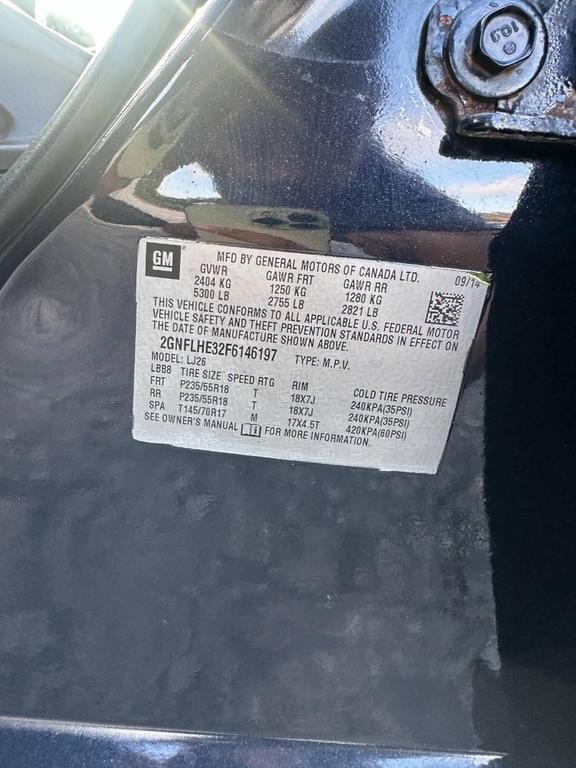 10.9
GM
MFD BY GENERAL MOTORS OF CANADA LTD.
09/14
GVWR GAWR FRT GAWR RR
2404 KG 1250 KG 1280 KG
5300 LB 2755 LB 2821 LB
THIS VEHICLE CONFORMS TO ALL APPLICABLE U.S. FEDERAL MOTOR
VEHICLE SAFETY AND THEFT PREVENTION STANDARDS IN EFFECT ON
THE DATE OF MANUFACTURE SHOWN ABOVE.
2GNFLHE32F6146197 TYPE: M.P.V.
MODEL: LJ26
LBB8 TIRE SIZE SPEED RTG RIM COLD TIRE PRESSURE
FRT P235/55R18 T 18X7J 240KPA(35PSI)
RR P235/55R18 T 18X7J 240KPA(35PSI)
SPA T145/70R17 M 17X4.5T 420KPA(60PSI)
SEE OWNER'S MANUAL FOR MORE INFORMATION.